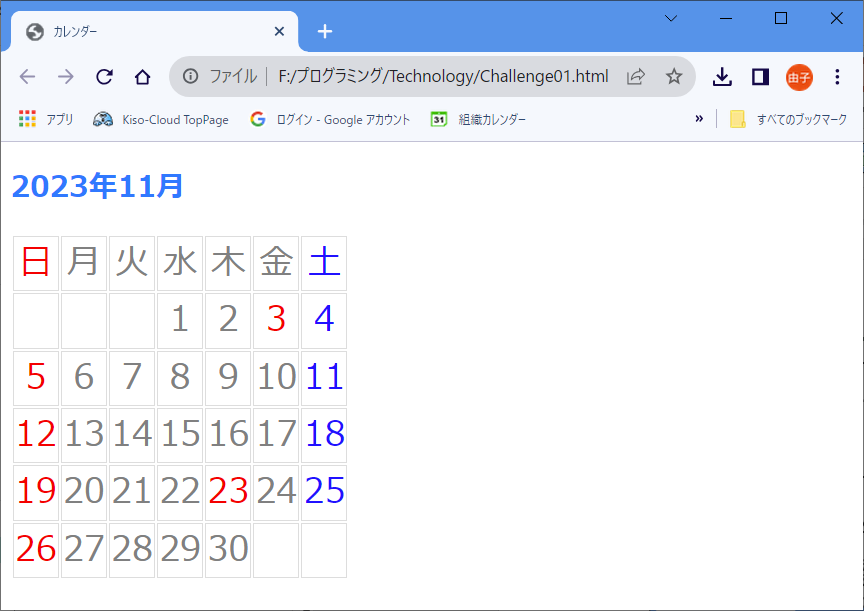 カレンダー
ファイル F:/プログラミング/Technology/Challenge01.html 由子
アプリ Kiso-Cloud TopPage ログイン - Google アカウント 31 組織カレンダー » すべてのブックマーク
2023年11月
日 月 火 水 木 金 土
1 2 3 4
5 6 7 8 9 10 11
12 13 14 15 16 17 18
19 20 21 22 23 24 25
26 27 28 29 30